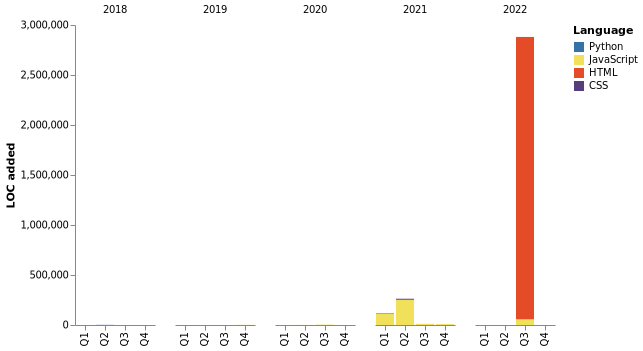 2018 2019 2020 2021 2022
3,000,000
2,500,000
2,000,000
1,500,000
1,000,000
500,000
0
LOC added
Q1 Q2 Q3 Q4 Q1 Q2 Q3 Q4 Q1 Q2 Q3 Q4 Q1 Q2 Q3 Q4 Q1 Q2 Q3 Q4
Language
Python
JavaScript
HTML
CSS